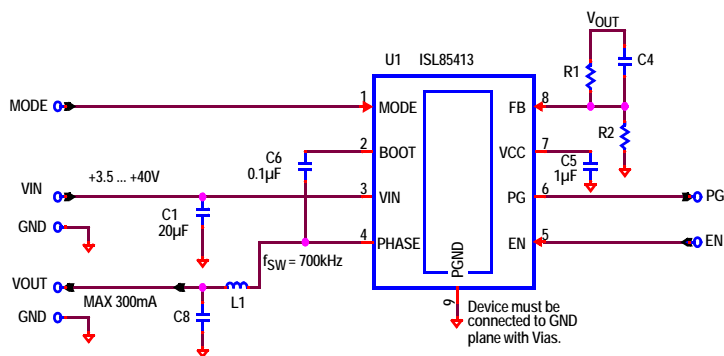 VOUT
U1 ISL85413
R1
C4
MODE
1
MODE
FB
8
R2
2
BOOT
VCC
7
C6
0.1µF
C5
1µF
VIN
+3.5 ... +40V
3
VIN
PG
6
PG
C1
20µF
GND
4
PHASE
EN
5
EN
fSW = 700kHz
PGND
VOUT
MAX 300mA
L1
9
GND
C8
Device must be
connected to GND
plane with Vias.